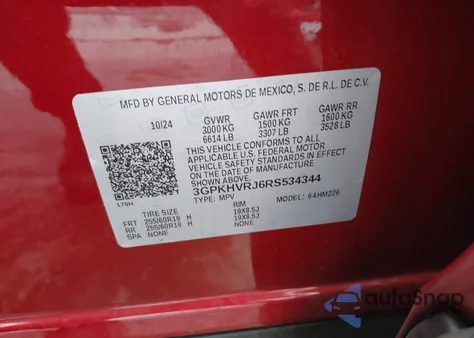 MFD BY GENERAL MOTORS DE MEXICO, S. DE R.L. DE C.V.
10/24 GVWR GAWR FRT GAWR RR
3000 KG 1500 KG 1600 KG
6614 LB 3307 LB 3528 LB
THIS VEHICLE CONFORMS TO ALL
APPLICABLE U.S. FEDERAL MOTOR
VEHICLE SAFETY STANDARDS IN EFFECT
ON THE DATE OF MANUFACTURE
SHOWN ABOVE.
3GPKHVRJ6RS534344
TYPE: MPV MODEL: 64HM226
170H
TIRE SIZE RIM
FRT 255/60R19 H 19X8.5J
RR 255/60R19 H 19X8.5J
SPA NONE NONE
autoSnap